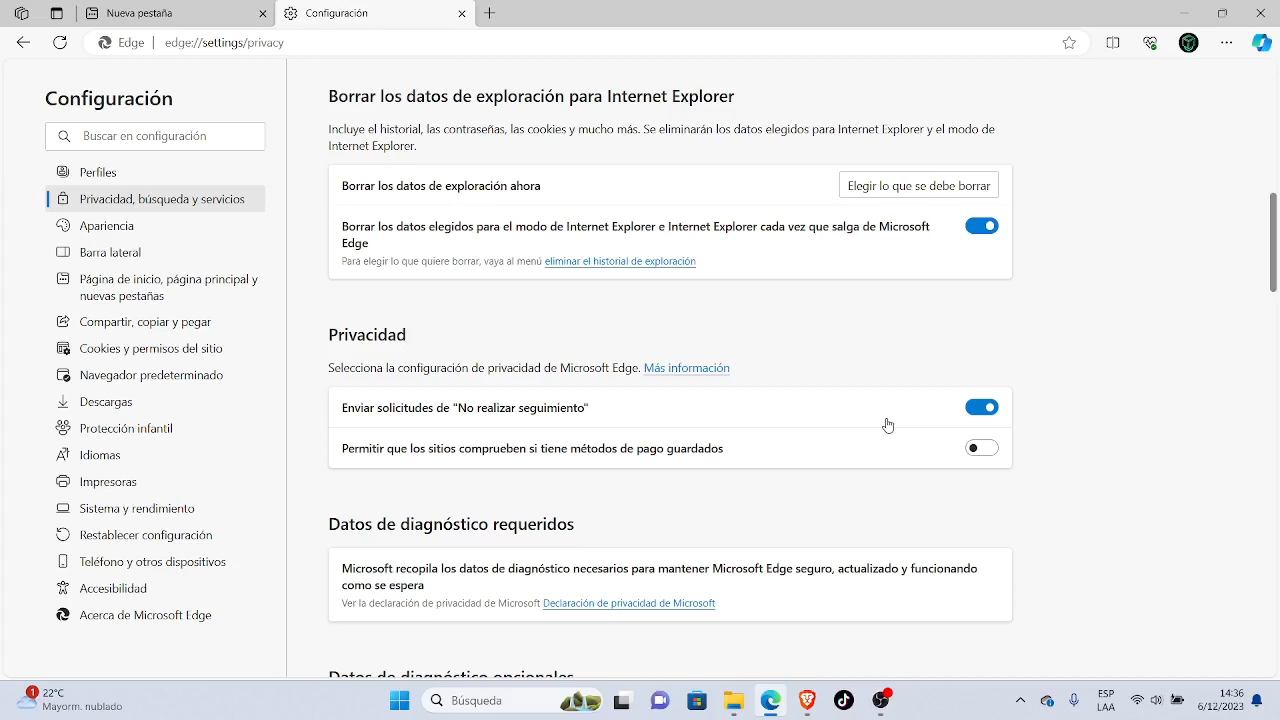 Nueva pestaña
Configuración
Edge
edge://settings/privacy
Configuración
Buscar en configuración
Perfiles
Privacidad, búsqueda y servicios
Apariencia
Barra lateral
Página de inicio, página principal y
nuevas pestañas
Compartir, copiar y pegar
Cookies y permisos del sitio
Navegador predeterminado
Descargas
Protección infantil
Idiomas
Impresoras
Sistema y rendimiento
Restablecer configuración
Teléfono y otros dispositivos
Accesibilidad
Acerca de Microsoft Edge
Borrar los datos de exploración para Internet Explorer
Incluye el historial, las contraseñas, las cookies y mucho más. Se eliminarán los datos elegidos para Internet Explorer y el modo de
Internet Explorer.
Borrar los datos de exploración ahora
Elegir lo que se debe borrar
Borrar los datos elegidos para el modo de Internet Explorer e Internet Explorer cada vez que salga de Microsoft
Edge
Para elegir lo que quiere borrar, vaya al menú eliminar el historial de exploración
Privacidad
Selecciona la configuración de privacidad de Microsoft Edge. Más información
Enviar solicitudes de "No realizar seguimiento"
Permitir que los sitios comprueben si tiene métodos de pago guardados
Datos de diagnóstico requeridos
Microsoft recopila los datos de diagnóstico necesarios para mantener Microsoft Edge seguro, actualizado y funcionando
como se espera
Ver la declaración de privacidad de Microsoft Declaración de privacidad de Microsoft
Datos de diagnóstico opcionales
1
22°C
Mayorm. nublado
Búsqueda
ESP
LAA
14:36
6/12/2023